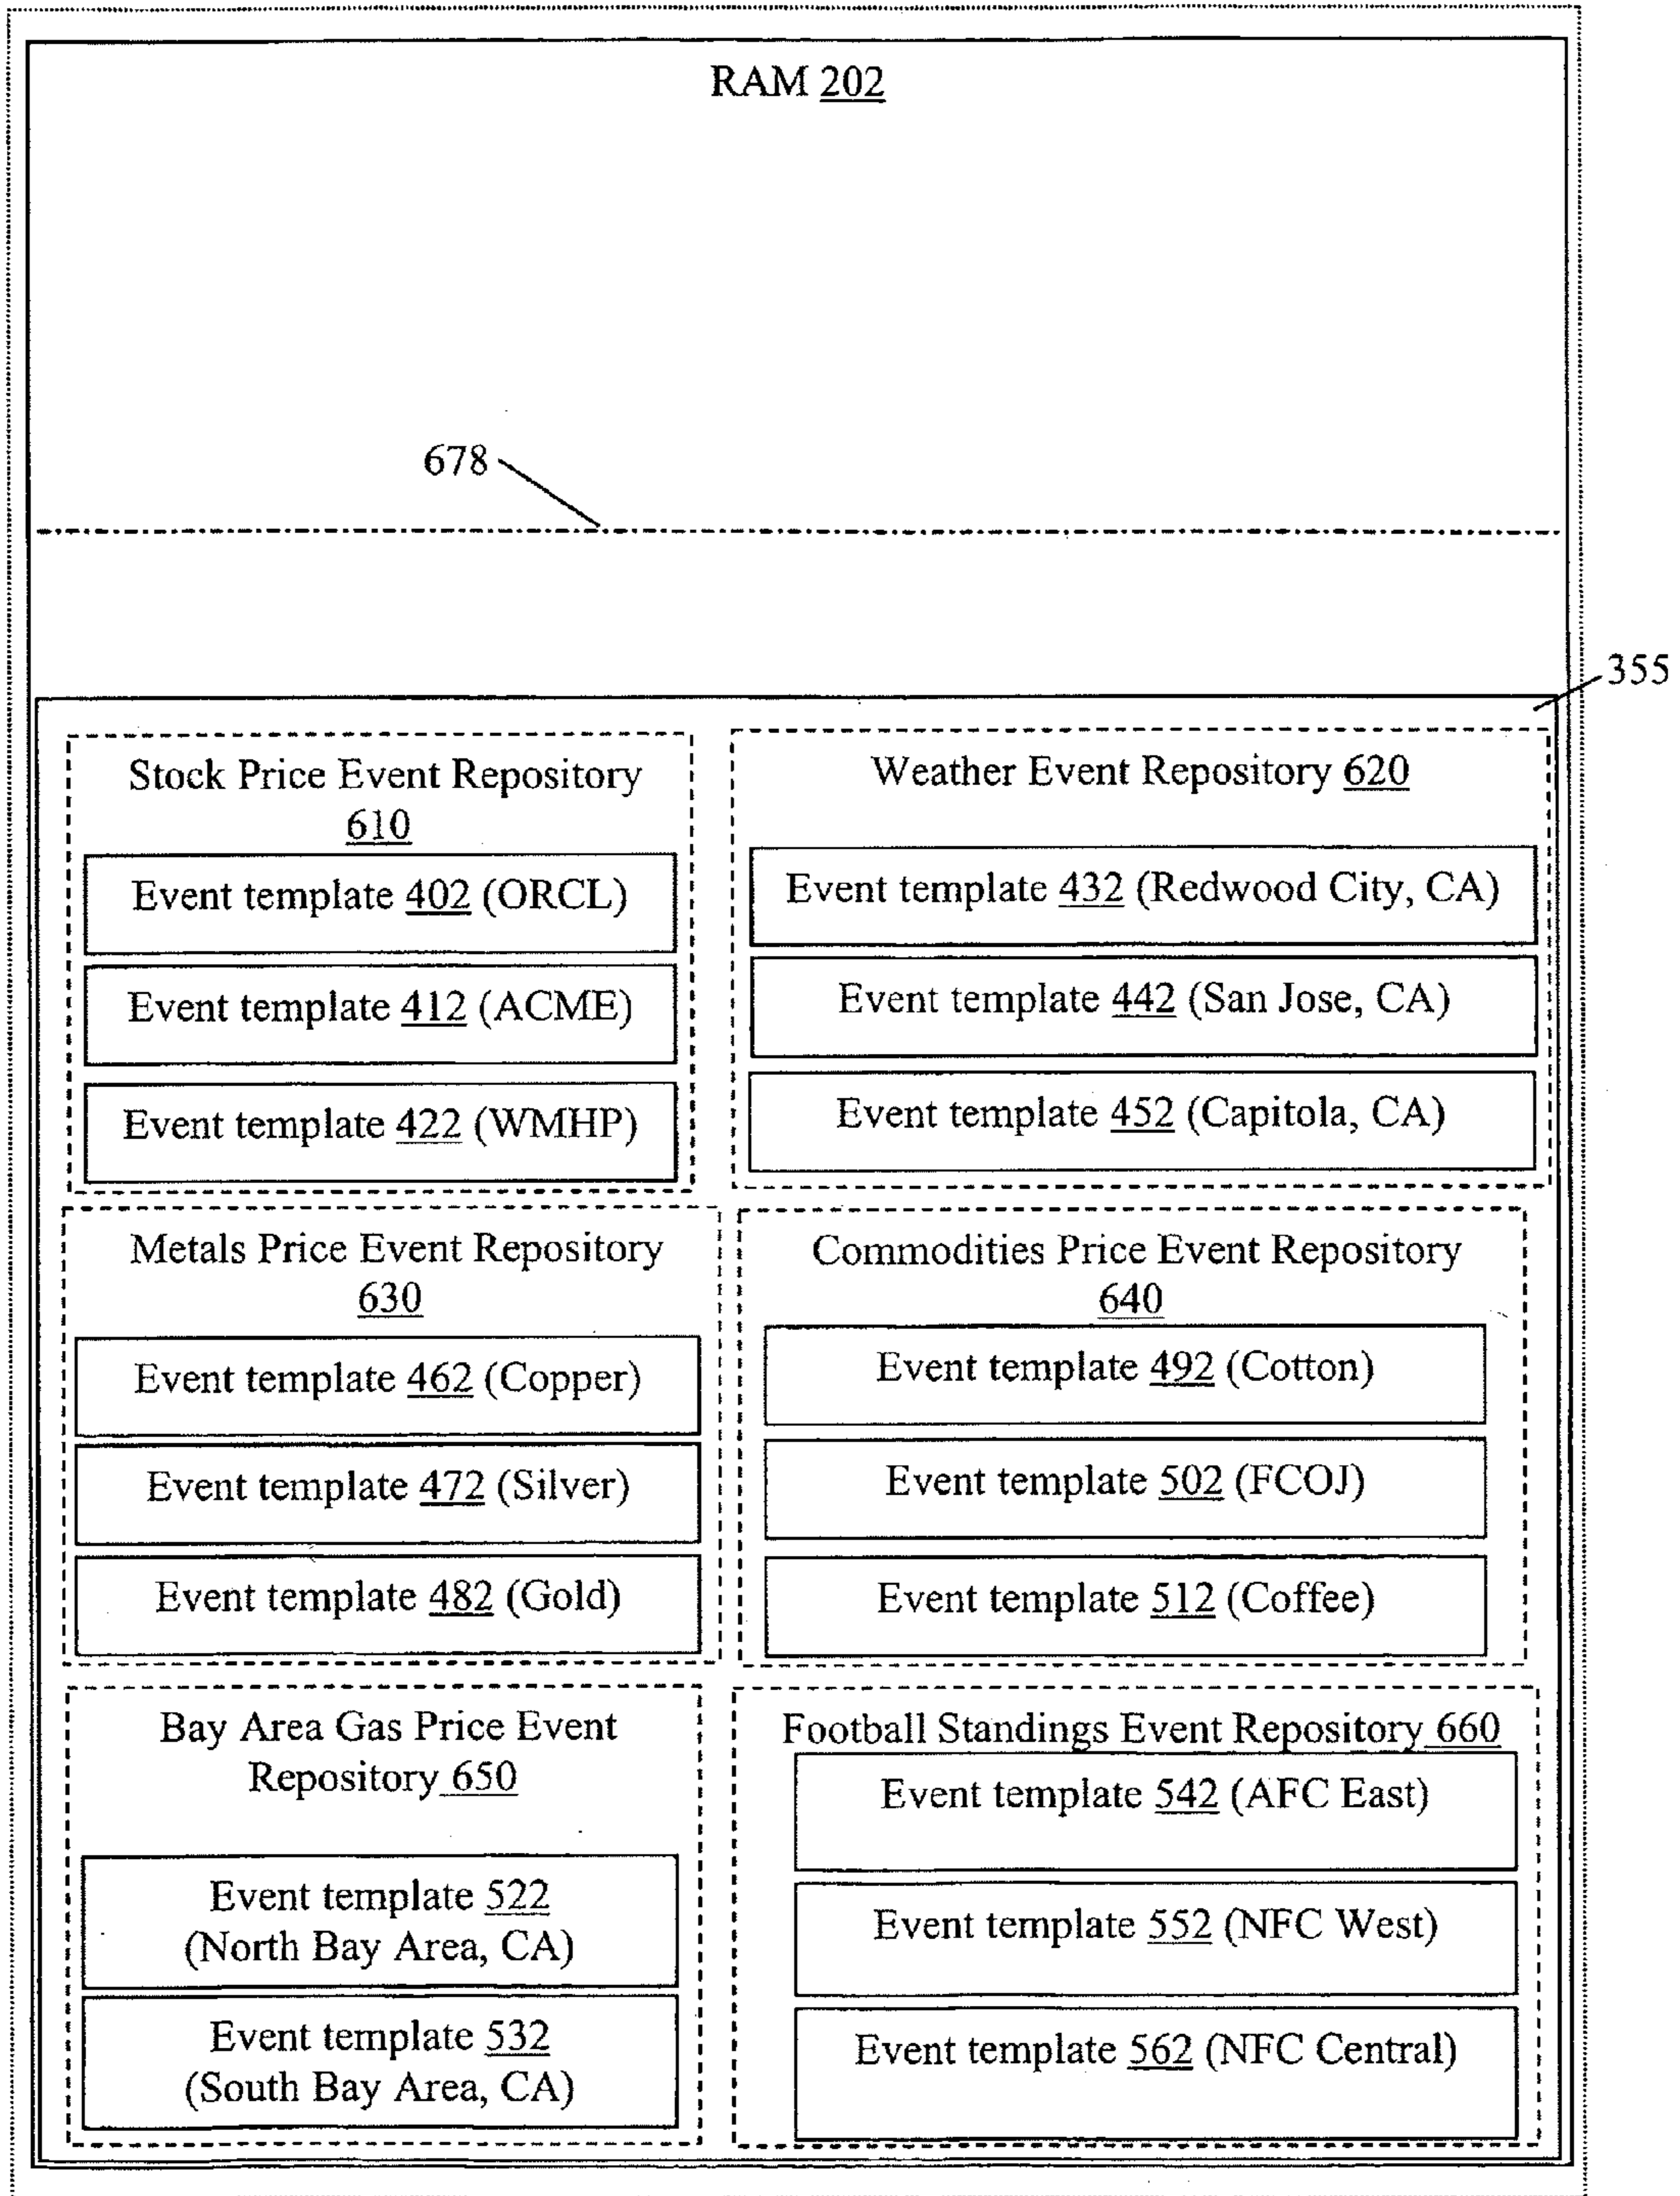 RAM 202
678
355
Stock Price Event Repository
610
Event template 402 (ORCL)
Event template 412 (ACME)
Event template 422 (WMHP)
Weather Event Repository 620
Event template 432 (Redwood City, CA)
Event template 442 (San Jose, CA)
Event template 452 (Capitola, CA)
Metals Price Event Repository
630
Event template 462 (Copper)
Event template 472 (Silver)
Event template 482 (Gold)
Commodities Price Event Repository
640
Event template 492 (Cotton)
Event template 502 (FCOJ)
Event template 512 (Coffee)
Bay Area Gas Price Event
Repository 650
Event template 522
(North Bay Area, CA)
Event template 532
(South Bay Area, CA)
Football Standings Event Repository 660
Event template 542 (AFC East)
Event template 552 (NFC West)
Event template 562 (NFC Central)